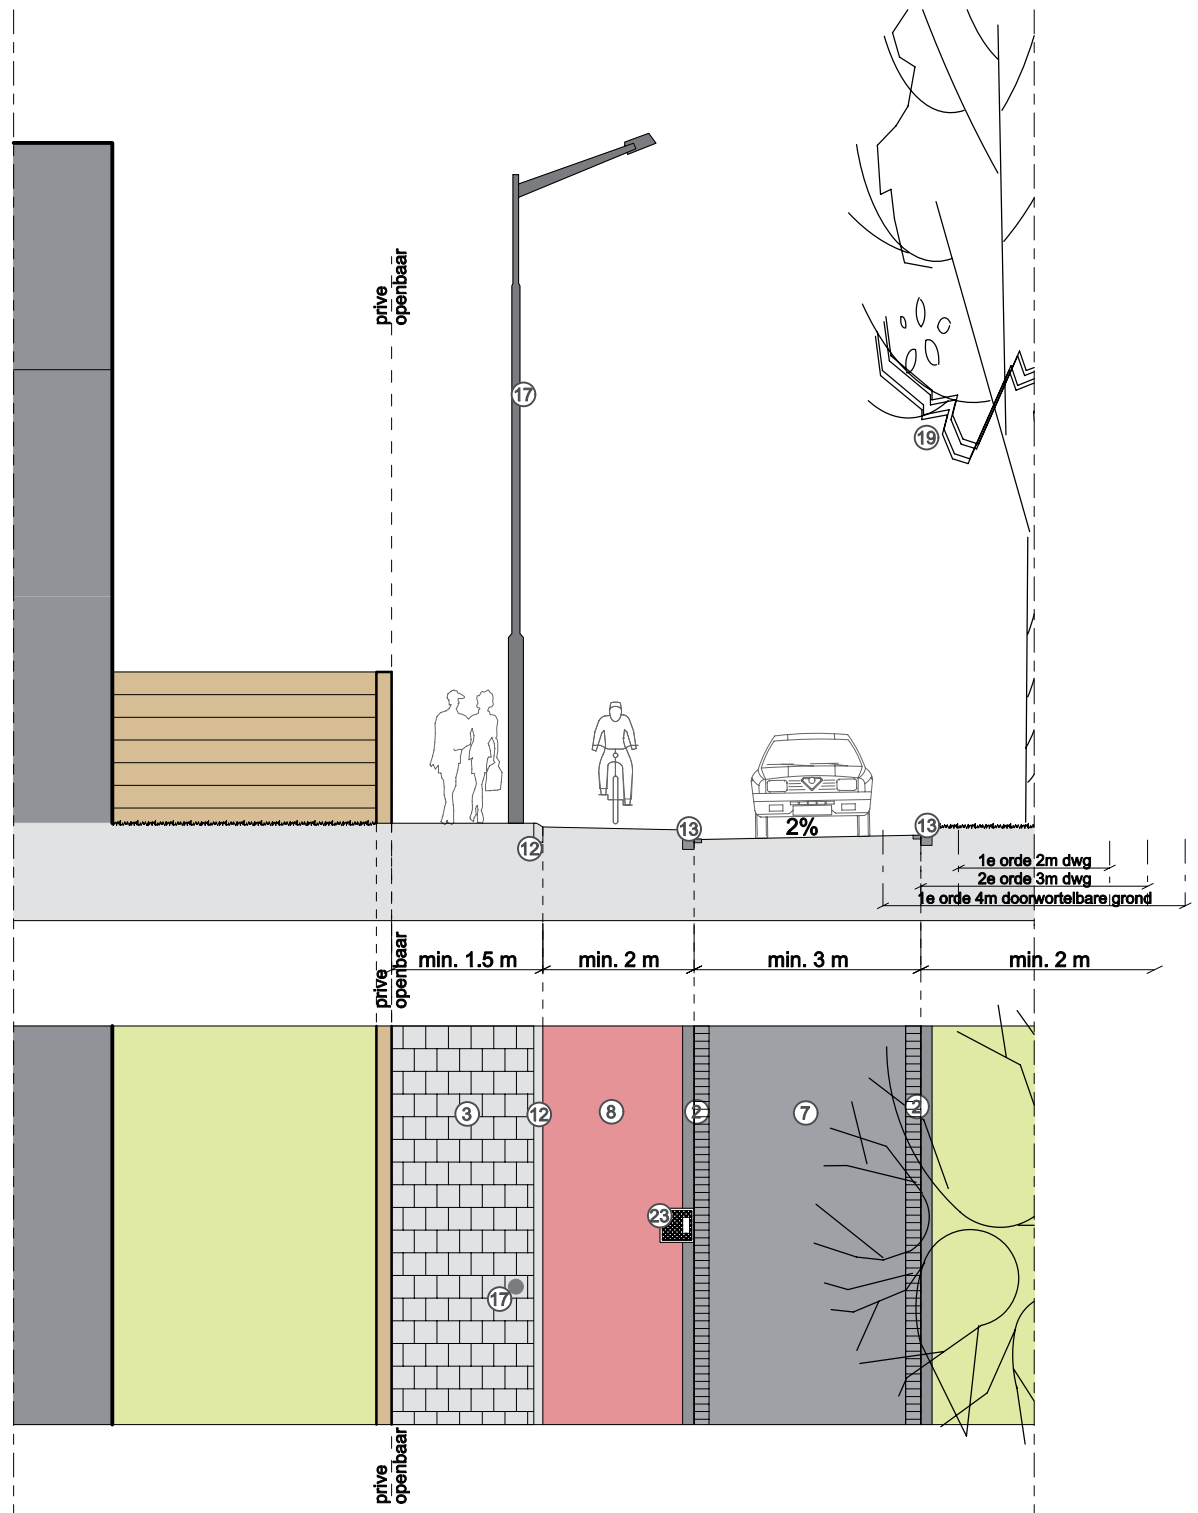 prive
openbaar
17
19
13
13
2%
12
1e orde 2m dwg
2e orde 3m dwg
1e orde 4m doorwortelbare grond
prive
openbaar
min. 1.5 m
min. 2 m
min. 3 m
min. 2 m
3
12
8
2
7
2
23
17
prive
openbaar